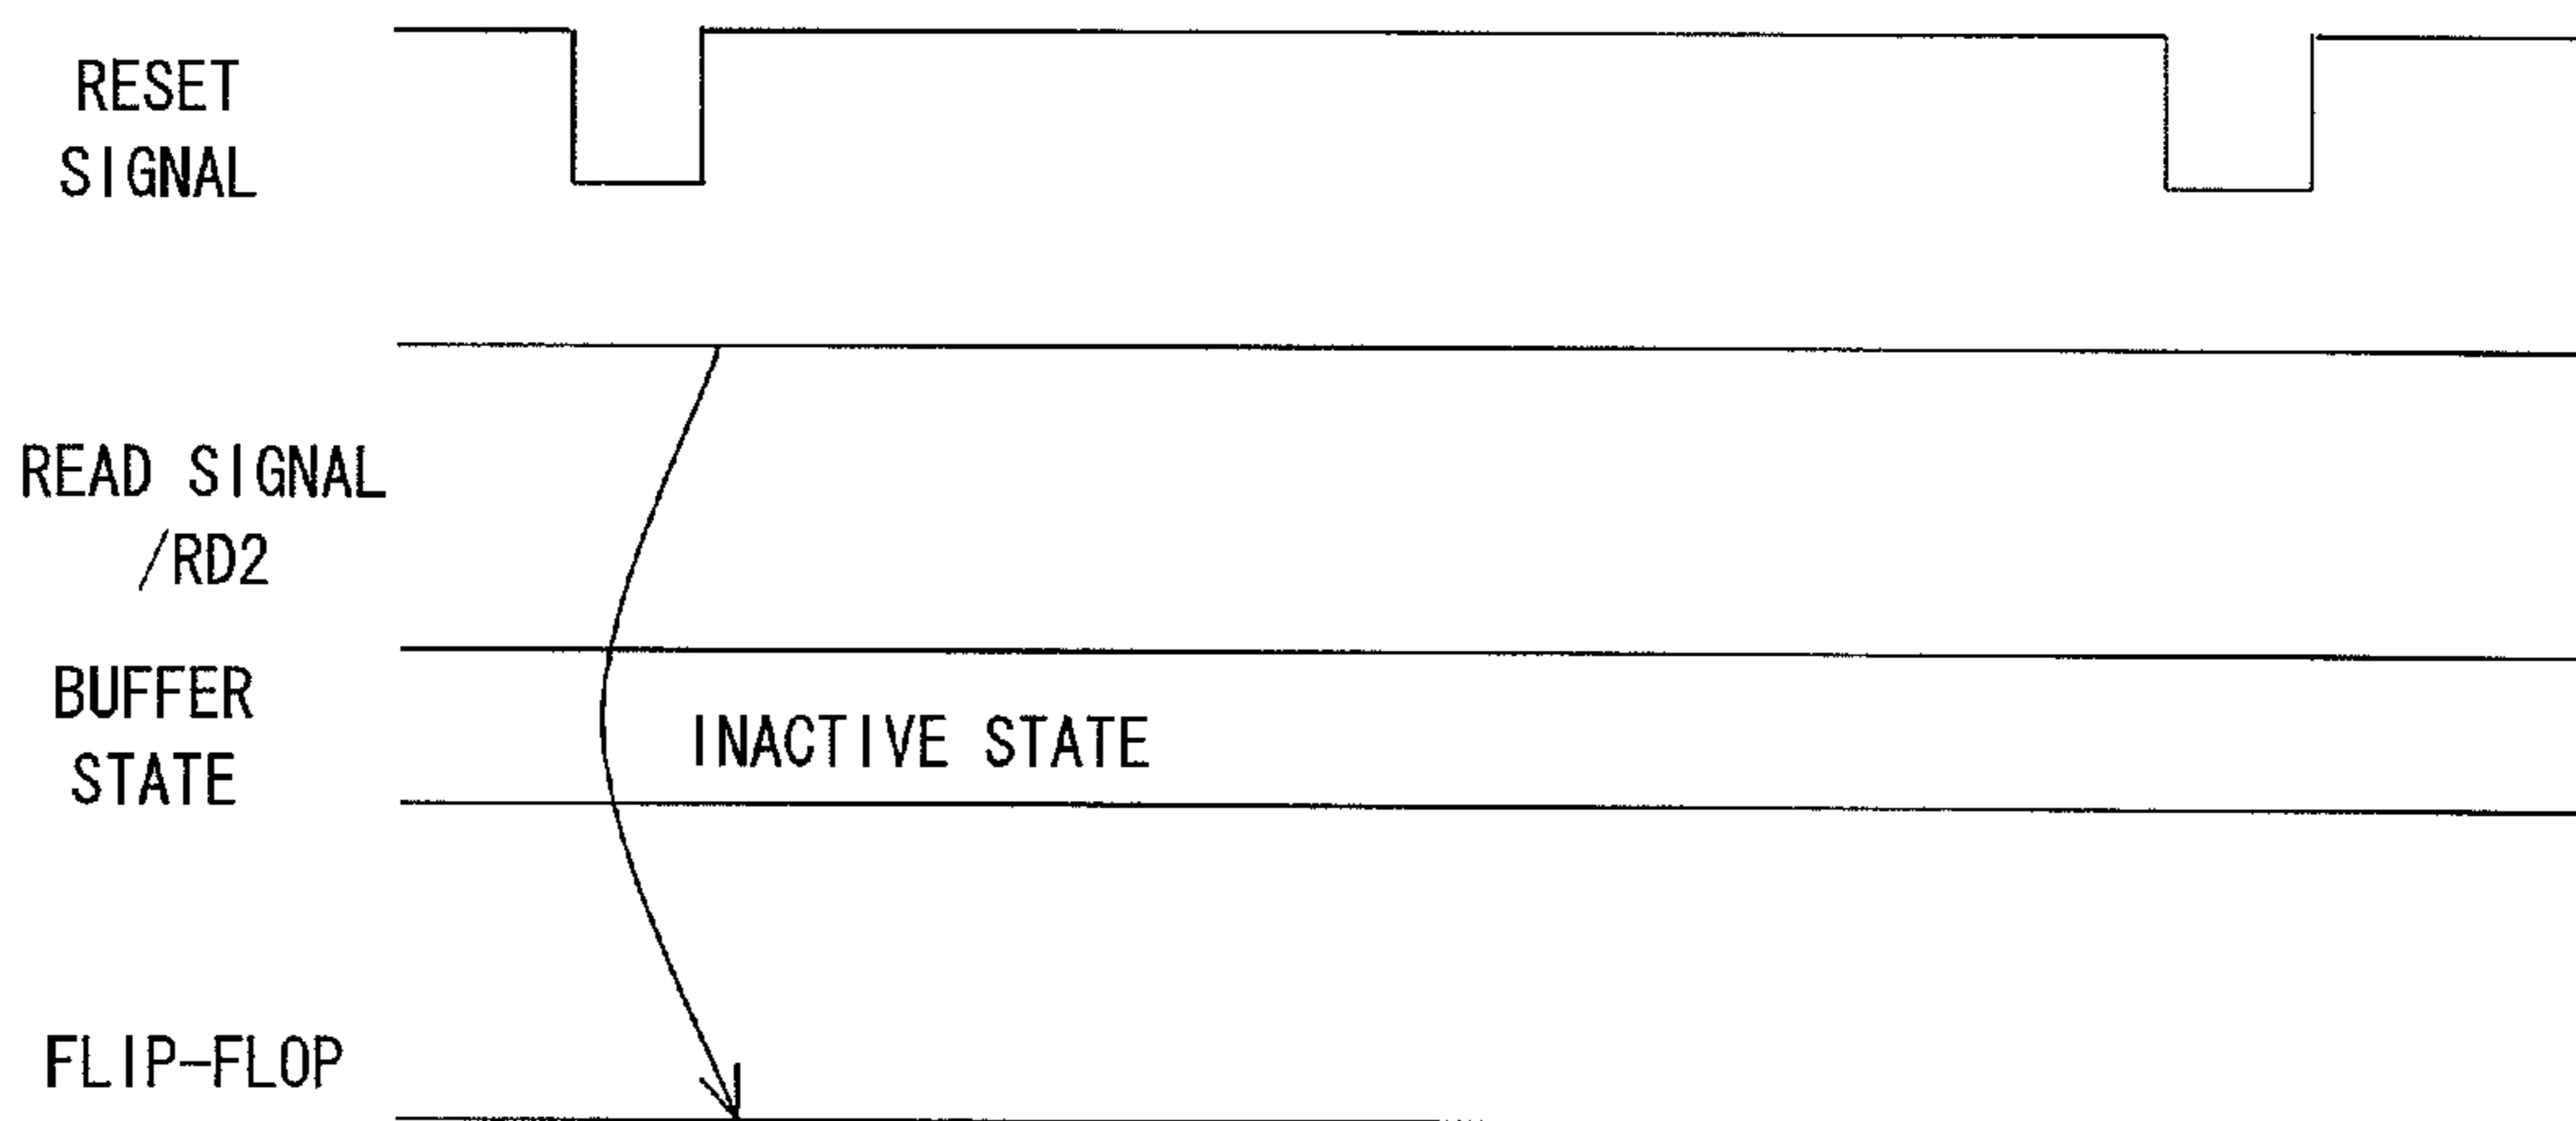 RESET
SIGNAL
READ SIGNAL
/RD2
BUFFER
STATE
INACTIVE STATE
FLIP-FLOP